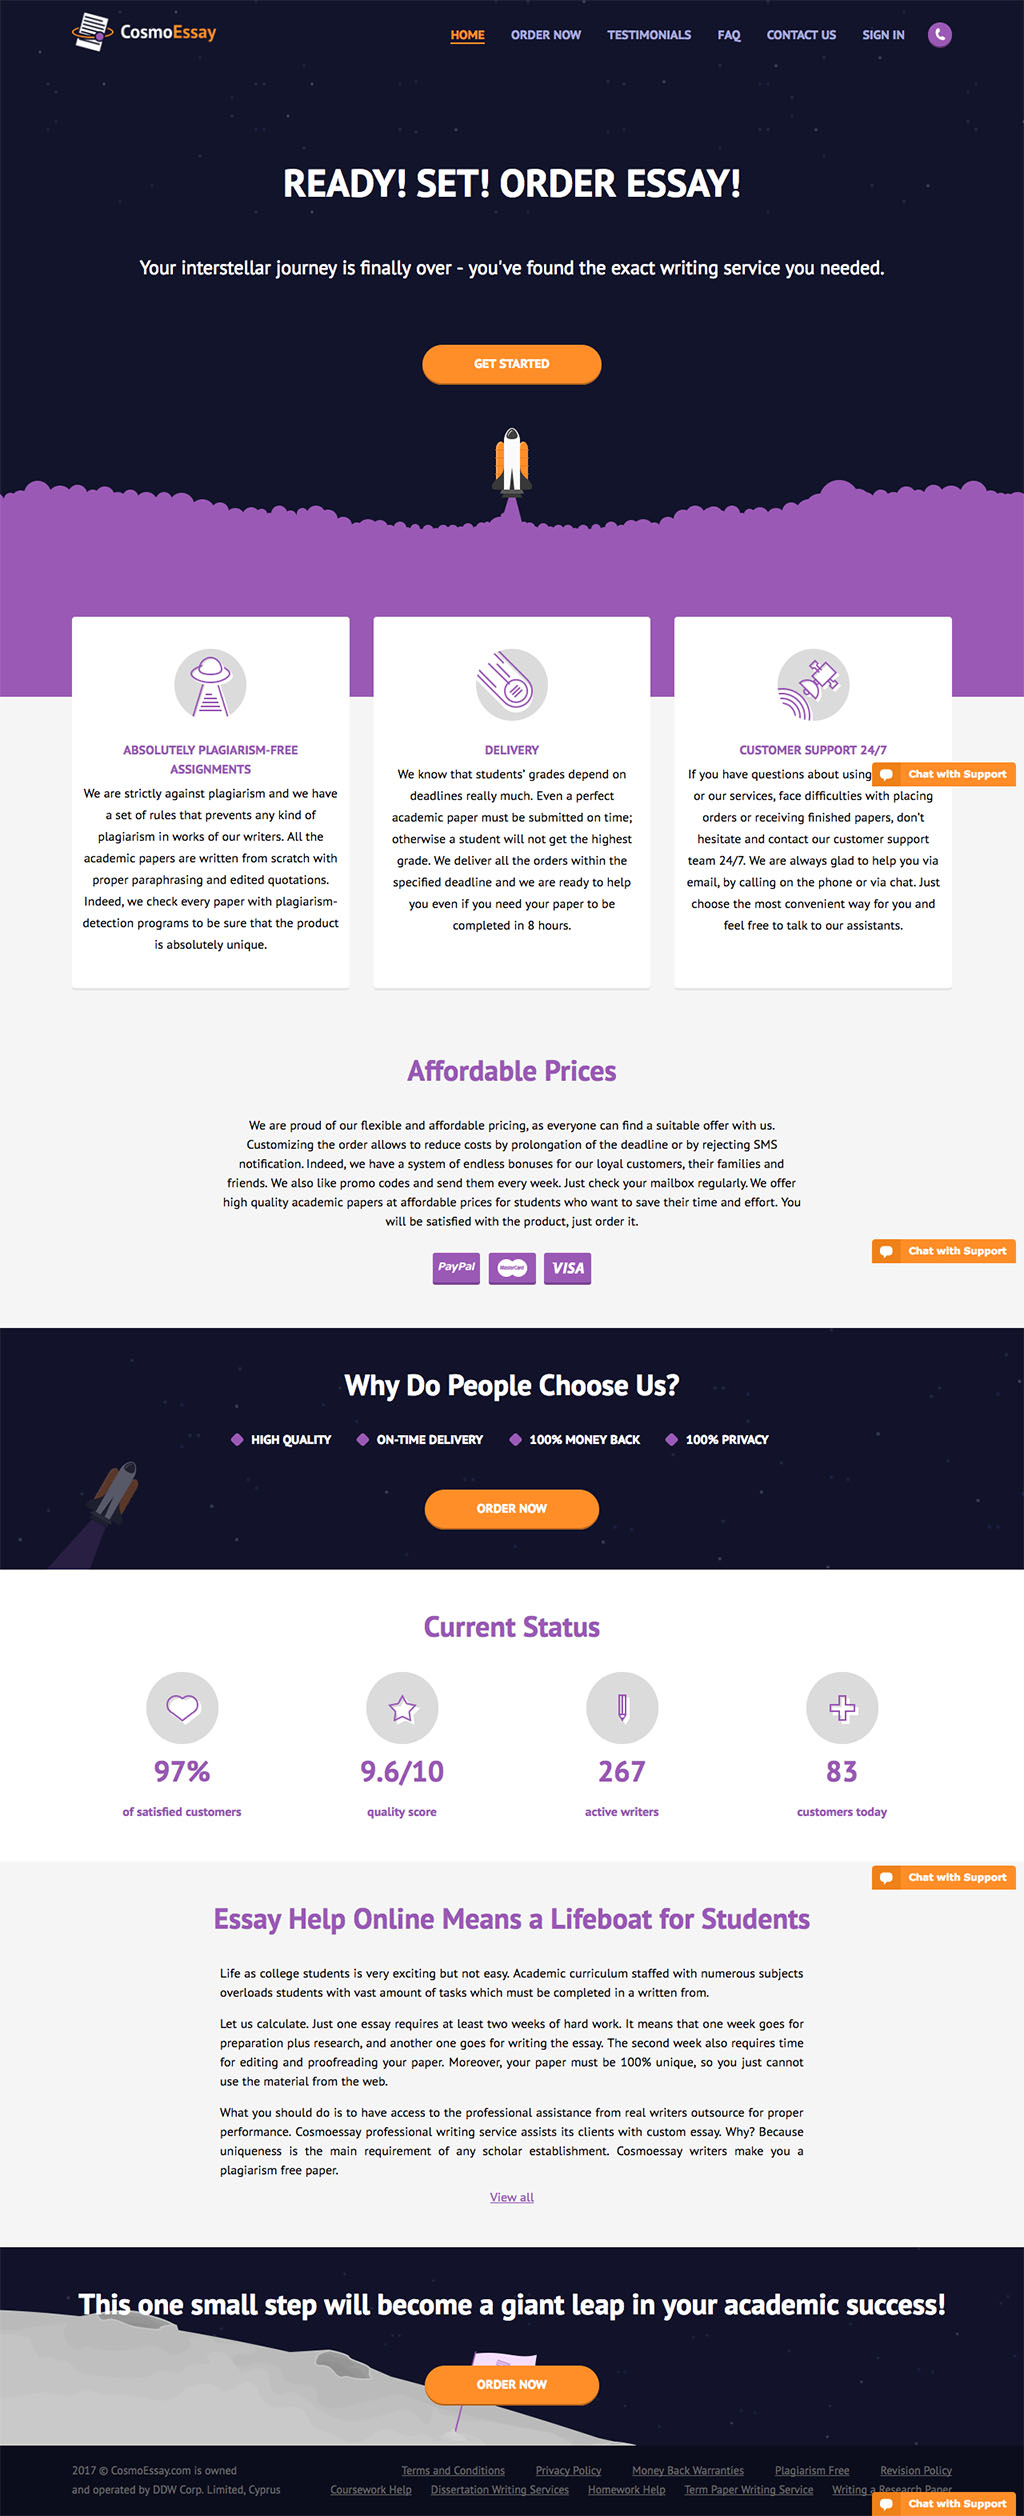 CosmoEssay
HOME ORDER NOW TESTIMONIALS FAQ CONTACT US SIGN IN
READY! SET! ORDER ESSAY!
Your interstellar journey is finally over - you've found the exact writing service you needed.
GET STARTED
ABSOLUTELY PLAGIARISM-FREE
ASSIGNMENTS
We are strictly against plagiarism and we have
a set of rules that prevents any kind of
plagiarism in works of our writers. All the
academic papers are written from scratch with
proper paraphrasing and edited quotations.
Indeed, we check every paper with plagiarism-
detection programs to be sure that the product
is absolutely unique.
DELIVERY
We know that students’ grades depend on
deadlines really much. Even a perfect
academic paper must be submitted on time;
otherwise a student will not get the highest
grade. We deliver all the orders within the
specified deadline and we are ready to help
you even if you need your paper to be
completed in 8 hours.
CUSTOMER SUPPORT 24/7
If you have questions about using
Chat with Support
or our services, face difficulties with placing
orders or receiving finished papers, don’t
hesitate and contact our customer support
team 24/7. We are always glad to help you via
email, by calling on the phone or via chat. Just
choose the most convenient way for you and
feel free to talk to our assistants.
Affordable Prices
We are proud of our flexible and affordable pricing, as everyone can find a suitable offer with us.
Customizing the order allows to reduce costs by prolongation of the deadline or by rejecting SMS
notification. Indeed, we have a system of endless bonuses for our loyal customers, their families and
friends. We also like promo codes and send them every week. Just check your mailbox regularly. We offer
high quality academic papers at affordable prices for students who want to save their time and effort. You
will be satisfied with the product, just order it.
Chat with Support
PayPal MasterCard VISA
Why Do People Choose Us?
HIGH QUALITY ON-TIME DELIVERY 100% MONEY BACK 100% PRIVACY
ORDER NOW
Current Status
97% 9.6/10 267 83
of satisfied customers quality score active writers customers today
Chat with Support
Essay Help Online Means a Lifeboat for Students
Life as college students is very exciting but not easy. Academic curriculum staffed with numerous subjects
overloads students with vast amount of tasks which must be completed in a written from.
Let us calculate. Just one essay requires at least two weeks of hard work. It means that one week goes for
preparation plus research, and another one goes for writing the essay. The second week also requires time
for editing and proofreading your paper. Moreover, your paper must be 100% unique, so you just cannot
use the material from the web.
What you should do is to have access to the professional assistance from real writers outsource for proper
performance. Cosmoessay professional writing service assists its clients with custom essay. Why? Because
uniqueness is the main requirement of any scholar establishment. Cosmoessay writers make you a
plagiarism free paper.
View all
This one small step will become a giant leap in your academic success!
ORDER NOW
2017 © CosmoEssay.com is owned
and operated by DDW Corp. Limited, Cyprus
Terms and Conditions Privacy Policy Money Back Warranties Plagiarism Free Revision Policy
Coursework Help Dissertation Writing Services Homework Help Term Paper Writing Service Writing a Research Paper
Chat with Support